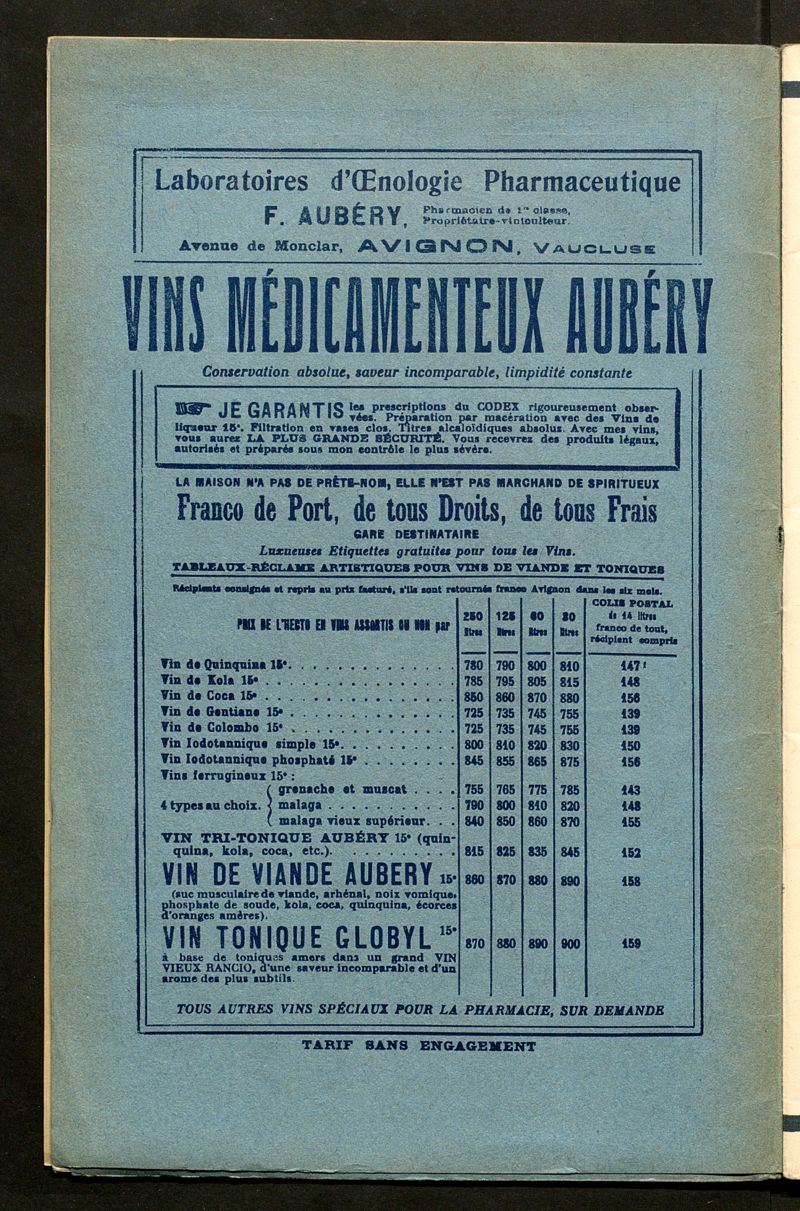 Laboratoires d'Œnologie Pharmaceutique
F. AUBÉRY, Pharmacien de 1re classe,
Propriétaire-viniculteur.
Avenue de Monclar, AVIGNON, VAUCLUSE
VINS MÉDICAMENTEUX AUBÉRY
Conservation absolue, saveur incomparable, limpidité constante
JE GARANTIS les prescriptions du CODEX rigoureusement obser-
vées. Préparation par macération avec des Vins de
liqueur 15°. Filtration en vases clos. Titres alcaloïdiques absolus. Avec mes vins,
vous aurez LA PLUS GRANDE SÉCURITÉ. Vous recevrez des produits légaux,
autorisés et préparés sous mon contrôle le plus sévère.
LA MAISON N'A PAS DE PRÊTE-NOM, ELLE N'EST PAS MARCHAND DE SPIRITUEUX
Franco de Port, de tous Droits, de tous Frais
GARE DESTINATAIRE
Luxueuses Etiquettes gratuites pour tous les Vins.
TABLEAUX-RÉCLAME ARTISTIQUES POUR VINS DE VIANDE ET TONIQUES
Récipients consignés et repris au prix facturé, s'ils sont retournés franco Avignon dans les six mois.
PRIX DE L'HECTO EN VINS ASSORTIS OU NON par 250 litres 125 litres 60 litres 30 litres COLIS POSTAL de 14 litres franco de tout, récipient compris
Vin de Quinquina 15°. . . . . . . . . . . . . 780 790 800 810 147 f
Vin de Kola 15° . . . . . . . . . . . . . . . 785 795 805 815 148
Vin de Coca 15° . . . . . . . . . . . . . . . 850 860 870 880 156
Vin de Gentiane 15° . . . . . . . . . . . . . 725 735 745 755 139
Vin de Colombo 15° . . . . . . . . . . . . . 725 735 745 755 139
Vin Iodotannique simple 15°. . . . . . . . . 800 810 820 830 150
Vin Iodotannique phosphaté 15° . . . . . . . 845 855 865 875 156
Vins ferrugineux 15° :
4 types au choix. { grenache et muscat . . . . 755 765 775 785 143
malaga . . . . . . . . . . . 790 800 810 820 148
malaga vieux supérieur. . . . 840 850 860 870 155
VIN TRI-TONIQUE AUBÉRY 15° (quin-
quina, kola, coca, etc.). . . . . . . . . . 815 825 835 845 152
VIN DE VIANDE AUBERY 15° 860 870 880 890 158
(suc musculaire de viande, arhénal, noix vomique,
phosphate de soude, kola, coca, quinquina, écorces
d'oranges amères).
VIN TONIQUE GLOBYL 15° 870 880 890 900 159
à base de toniques amers dans un grand VIN
VIEUX RANCIO, d'une saveur incomparable et d'un
arome des plus subtils.
TOUS AUTRES VINS SPÉCIAUX POUR LA PHARMACIE, SUR DEMANDE
TARIF SANS ENGAGEMENT